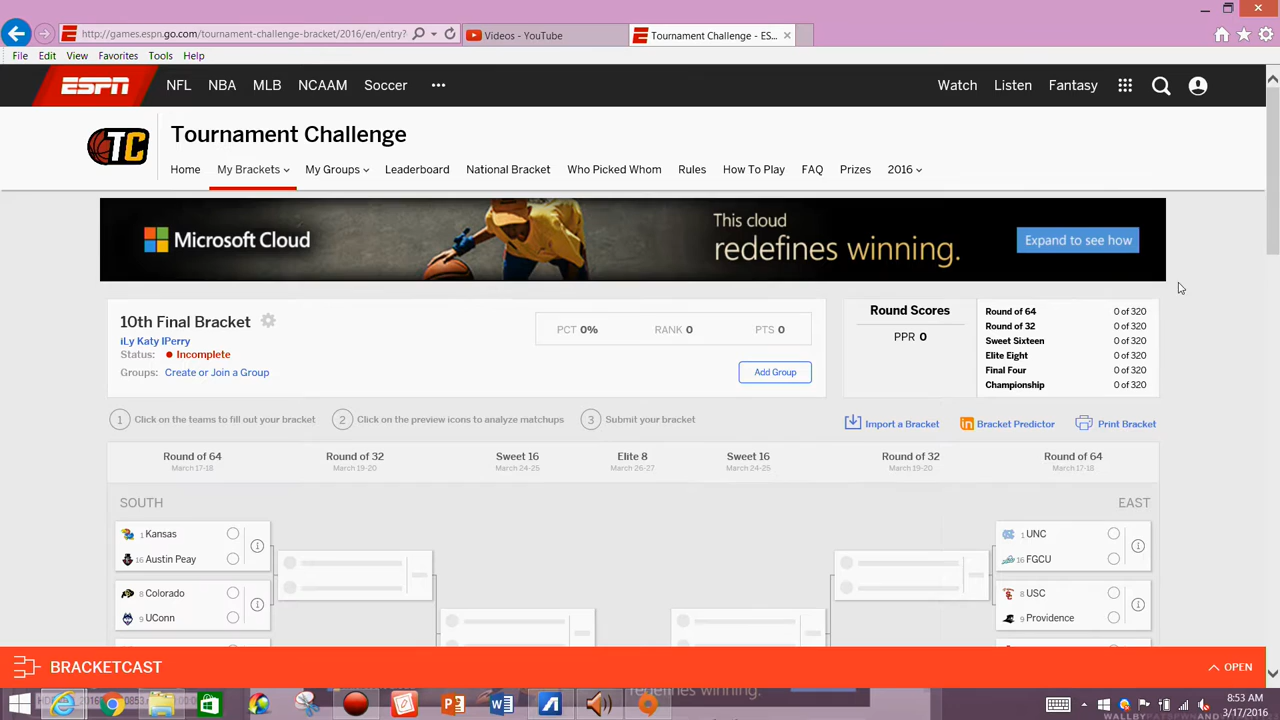 http://games.espn.go.com/tournament-challenge-bracket/2016/en/entry?
Videos - YouTube
Tournament Challenge - ES...
File Edit View Favorites Tools Help
ESPN NFL NBA MLB NCAAM Soccer ••• Watch Listen Fantasy
TC
Tournament Challenge
Home My Brackets My Groups Leaderboard National Bracket Who Picked Whom Rules How To Play FAQ Prizes 2016
Microsoft Cloud
This cloud
redefines winning.
Expand to see how
10th Final Bracket
iLy Katy lPerry
Status: Incomplete
Groups: Create or Join a Group
PCT 0% RANK 0 PTS 0
Add Group
Round Scores
PPR 0
Round of 64 0 of 320
Round of 32 0 of 320
Sweet Sixteen 0 of 320
Elite Eight 0 of 320
Final Four 0 of 320
Championship 0 of 320
1 Click on the teams to fill out your bracket 2 Click on the preview icons to analyze matchups 3 Submit your bracket
Import a Bracket in Bracket Predictor Print Bracket
Round of 64 Round of 32 Sweet 16 Elite 8 Sweet 16 Round of 32 Round of 64
March 17-18 March 19-20 March 24-25 March 26-27 March 24-25 March 19-20 March 17-18
SOUTH EAST
1 Kansas
16 Austin Peay
8 Colorado
9 UConn
1 UNC
16 FGCU
8 USC
9 Providence
BRACKETCAST OPEN
redefines winning.
8:53 AM
3/17/2016